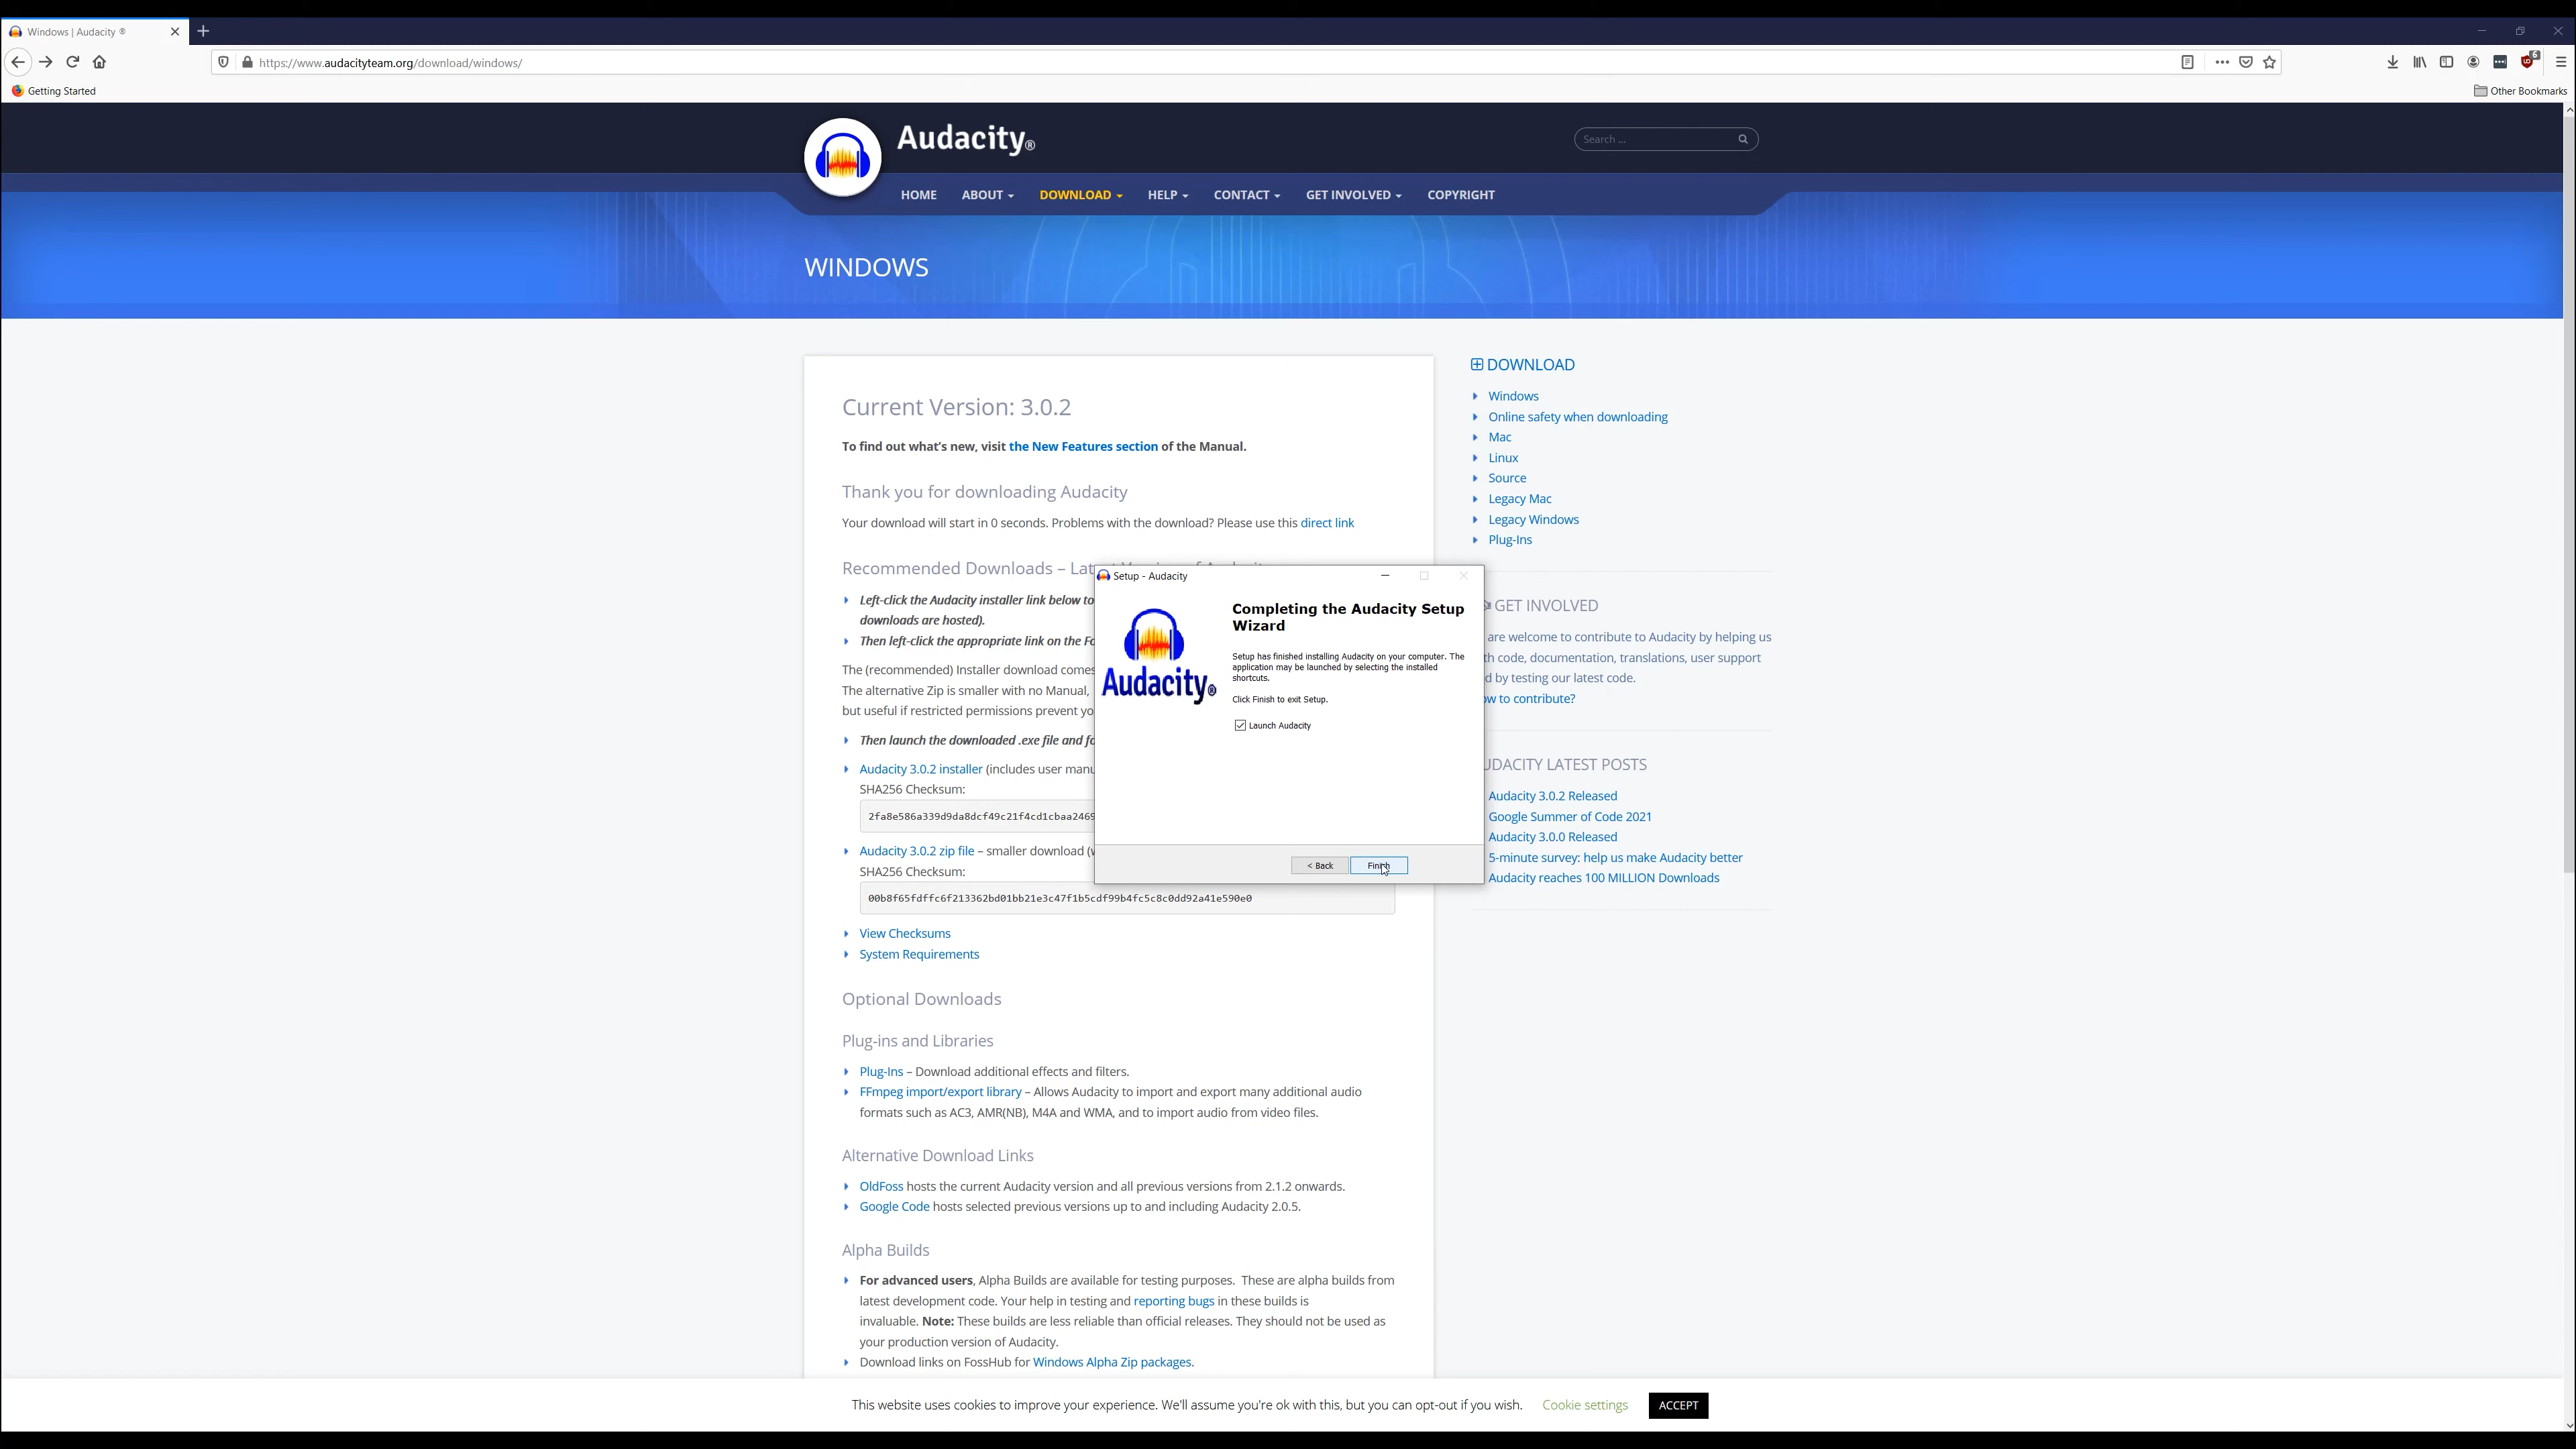 Windows | Audacity ®
https://www.audacityteam.org/download/windows/
6
Getting Started
Other Bookmarks
Audacity®
Search ...
HOME ABOUT DOWNLOAD HELP CONTACT GET INVOLVED COPYRIGHT
WINDOWS
Current Version: 3.0.2
To find out what's new, visit the New Features section of the Manual.
Thank you for downloading Audacity
Your download will start in 0 seconds. Problems with the download? Please use this direct link
Recommended Downloads – Latest
Left-click the Audacity installer link below to
downloads are hosted).
Then left-click the appropriate link on the
The (recommended) Installer download comes
The alternative Zip is smaller with no Manual,
but useful if restricted permissions prevent
Then launch the downloaded .exe file and
Audacity 3.0.2 installer (includes user
SHA256 Checksum:
2fa8e586a339d9da8dcf49c21f4cd1cbaa2469
Audacity 3.0.2 zip file – smaller download
SHA256 Checksum:
00b8f65fdffc6f213362bd01bb21e3c47f1b5cdf99b4fc5c8c0dd92a41e590e0
View Checksums
System Requirements
Optional Downloads
Plug-ins and Libraries
Plug-Ins – Download additional effects and filters.
FFmpeg import/export library – Allows Audacity to import and export many additional audio
formats such as AC3, AMR(NB), M4A and WMA, and to import audio from video files.
Alternative Download Links
OldFoss hosts the current Audacity version and all previous versions from 2.1.2 onwards.
Google Code hosts selected previous versions up to and including Audacity 2.0.5.
Alpha Builds
For advanced users, Alpha Builds are available for testing purposes. These are alpha builds from
latest development code. Your help in testing and reporting bugs in these builds is
invaluable. Note: These builds are less reliable than official releases. They should not be used as
your production version of Audacity.
Download links on FossHub for Windows Alpha Zip packages.
Setup - Audacity
Audacity®
Completing the Audacity Setup
Wizard
Setup has finished installing Audacity on your computer. The
application may be launched by selecting the installed
shortcuts.
Click Finish to exit Setup.
Launch Audacity
< Back Finish
DOWNLOAD
Windows
Online safety when downloading
Mac
Linux
Source
Legacy Mac
Legacy Windows
Plug-Ins
GET INVOLVED
are welcome to contribute to Audacity by helping us
code, documentation, translations, user support
by testing our latest code.
to contribute?
UDACITY LATEST POSTS
Audacity 3.0.2 Released
Google Summer of Code 2021
Audacity 3.0.0 Released
5-minute survey: help us make Audacity better
Audacity reaches 100 MILLION Downloads
This website uses cookies to improve your experience. We'll assume you're ok with this, but you can opt-out if you wish. Cookie settings ACCEPT